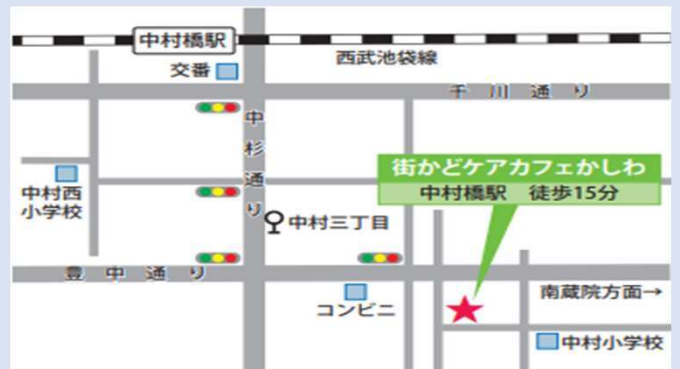 中村橋駅
西武池袋線
交番
千川通り
中杉通り
街かどケアカフェかしわ
中村橋駅 徒歩15分
中村西
小学校
中村三丁目
豊中通り
南蔵院方面→
コンビニ
中村小学校